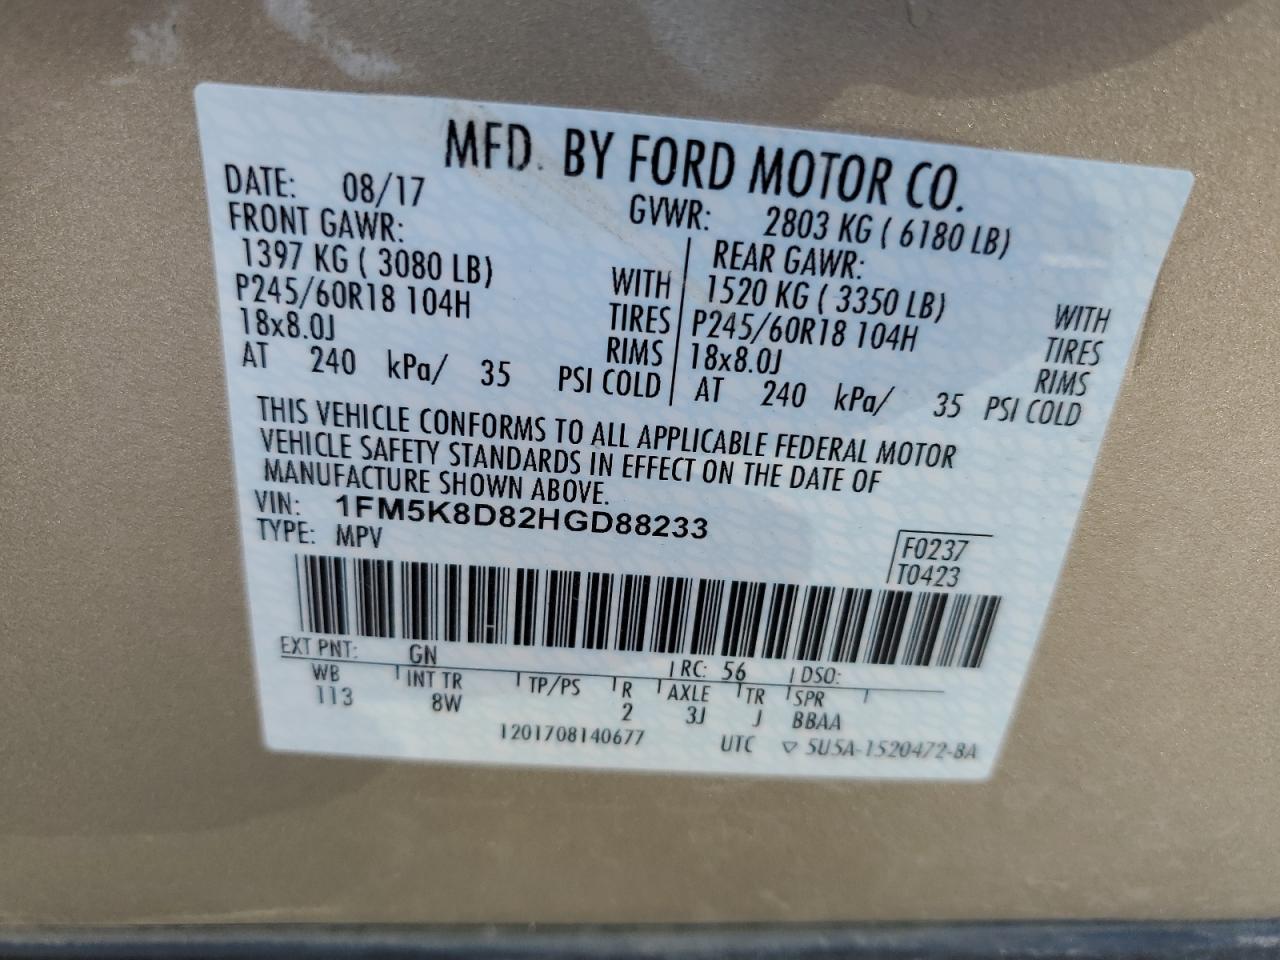 MFD. BY FORD MOTOR CO.
DATE: 08/17 GVWR: 2803 KG ( 6180 LB)
FRONT GAWR: REAR GAWR:
1397 KG ( 3080 LB) WITH 1520 KG ( 3350 LB) WITH
P245/60R18 104H TIRES P245/60R18 104H TIRES
18x8.0J RIMS 18x8.0J RIMS
AT 240 kPa/ 35 PSI COLD AT 240 kPa/ 35 PSI COLD
THIS VEHICLE CONFORMS TO ALL APPLICABLE FEDERAL MOTOR
VEHICLE SAFETY STANDARDS IN EFFECT ON THE DATE OF
MANUFACTURE SHOWN ABOVE.
VIN: 1FM5K8D82HGD88233
TYPE: MPV
F0237
T0423
EXT PNT: GN RC: 56 DSO:
WB INT TR TP/PS R AXLE TR SPR
113 8W 2 3J J BBAA
1201708140677 UTC ▽ 5U5A-1520472-BA